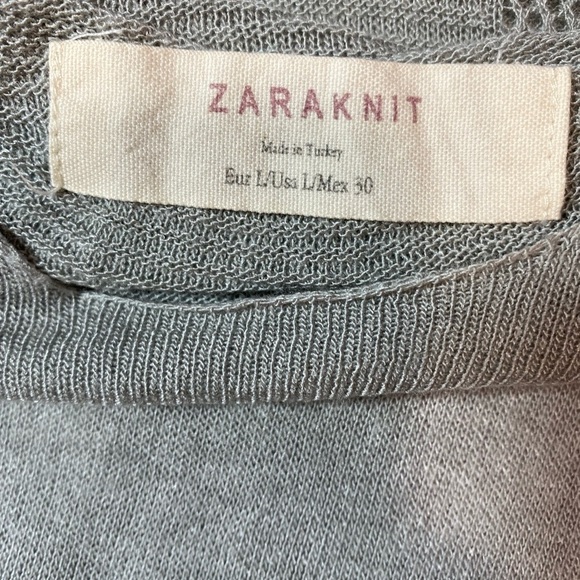 ZARAKNIT
Made in Turkey
Eur L/Usa L/Mex 30